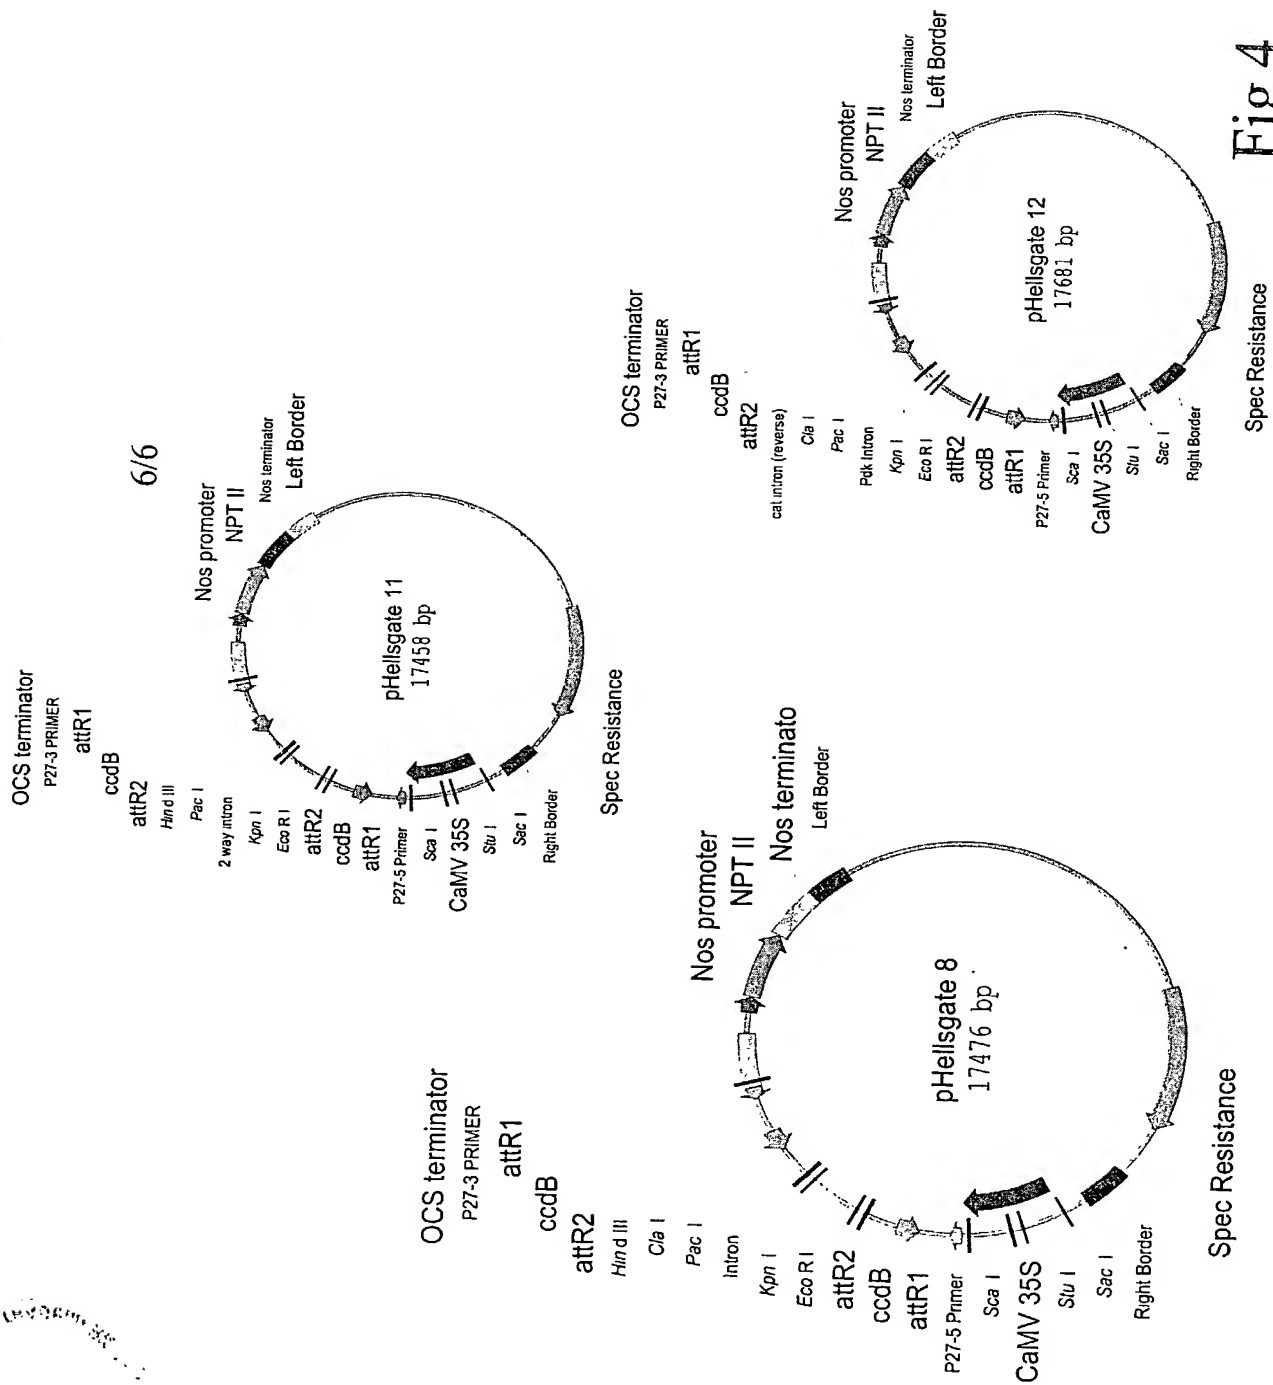 6/6
OCS terminator
P27-3 PRIMER
attR1
ccdB
attR2
Hind III
Pac I
2 way intron
Kpn I
Eco R I
attR2
ccdB
attR1
P27-5 Primer
Sca I
CaMV 35S
Stu I
Sac I
Right Border
Nos promoter
NPT II
Nos terminator
Left Border
pHellsgate 11
17458 bp
Spec Resistance
OCS terminator
P27-3 PRIMER
attR1
ccdB
attR2
Hind III
Cla I
Pac I
Intron
Kpn I
Eco R I
attR2
ccdB
attR1
P27-5 Primer
Sca I
CaMV 35S
Stu I
Sac I
Right Border
Nos promoter
NPT II
Nos terminato
Left Border
pHellsgate 8
17476 bp
Spec Resistance
OCS terminator
P27-3 PRIMER
attR1
ccdB
attR2
cat intron (reverse)
Cla I
Pac I
Pdk Intron
Kpn I
Eco R I
attR2
ccdB
attR1
P27-5 Primer
Sca I
CaMV 35S
Stu I
Sac I
Right Border
Nos promoter
NPT II
Nos terminator
Left Border
pHellsgate 12
17681 bp
Spec Resistance
Fig 4